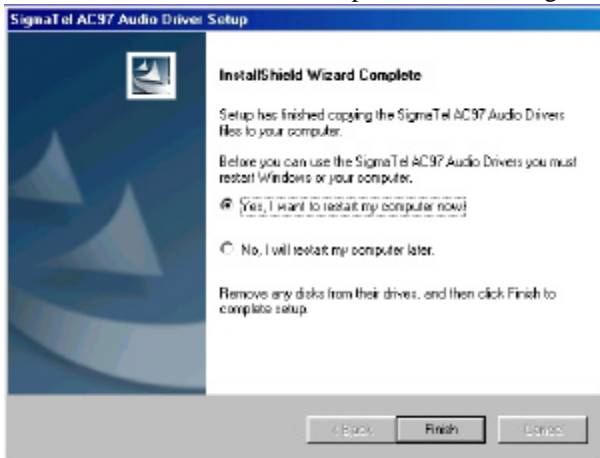 SigmaTel AC97 Audio Driver Setup
InstallShield Wizard Complete
Setup has finished copying the SigmaTel AC97 Audio Drivers
files to your computer.
Before you can use the SigmaTel AC97 Audio Drivers you must
restart Windows or your computer.
Yes, I want to restart my computer now!
No, I will restart my computer later.
Remove any disks from their drives, and then click Finish to
complete setup.
< Back
Finish
Cancel